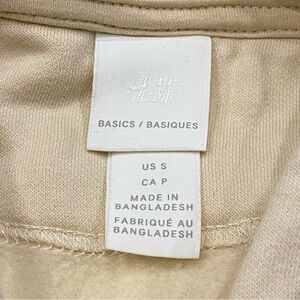 H&M
BASICS / BASIQUES
US S
CA P
MADE IN
BANGLADESH
FABRIQUÉ AU
BANGLADESH